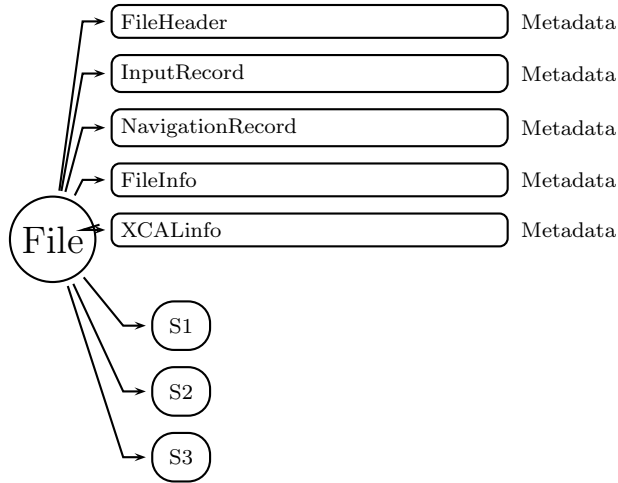 FileHeader Metadata
InputRecord Metadata
NavigationRecord Metadata
FileInfo Metadata
XCALinfo Metadata
File
S1
S2
S3